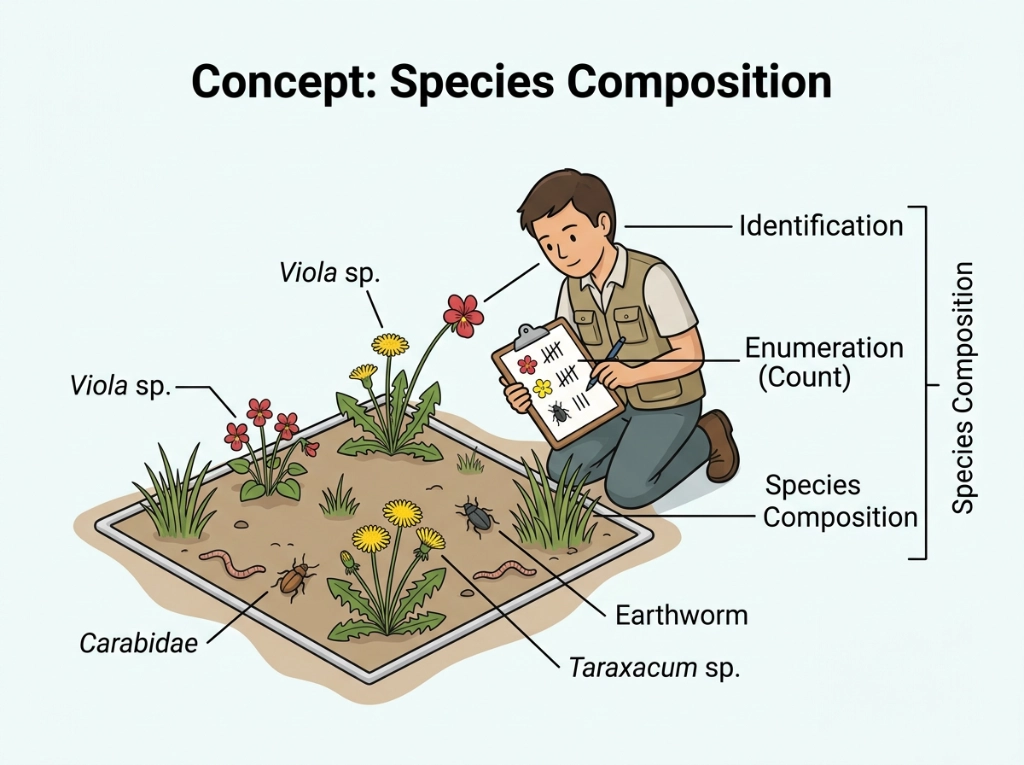 Concept: Species Composition
Identification
Viola sp.
Enumeration
(Count)
Viola sp.
Species
Composition
Species Composition
Earthworm
Carabidae
Taraxacum sp.